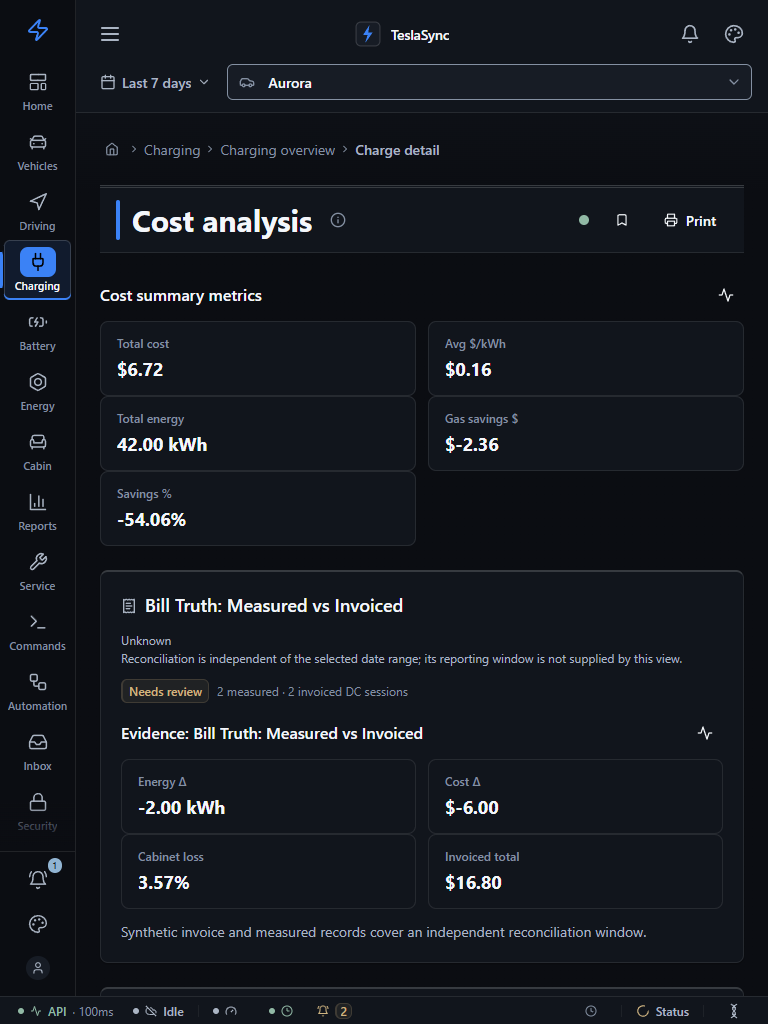 TeslaSync
Last 7 days
Aurora
Home
Vehicles
Driving
Charging
Battery
Energy
Cabin
Reports
Service
Commands
Automation
Inbox
Security
1
Charging > Charging overview > Charge detail
Cost analysis
Print
Cost summary metrics
Total cost
$6.72
Avg $/kWh
$0.16
Total energy
42.00 kWh
Gas savings $
$-2.36
Savings %
-54.06%
Bill Truth: Measured vs Invoiced
Unknown
Reconciliation is independent of the selected date range; its reporting window is not supplied by this view.
Needs review 2 measured · 2 invoiced DC sessions
Evidence: Bill Truth: Measured vs Invoiced
Energy Δ
-2.00 kWh
Cost Δ
$-6.00
Cabinet loss
3.57%
Invoiced total
$16.80
Synthetic invoice and measured records cover an independent reconciliation window.
API · 100ms Idle 2 Status